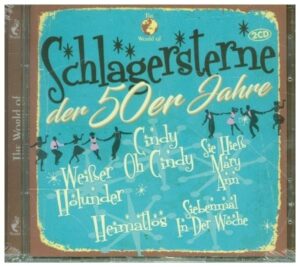 The
World of
2CD
Schlagersterne
der 50er Jahre
Cindy
Oh Cindy
Sie Hieß
Mary
Ann
Weißer
Holunder
Heimatlos
Siebenmal
In Der Woche
The World of